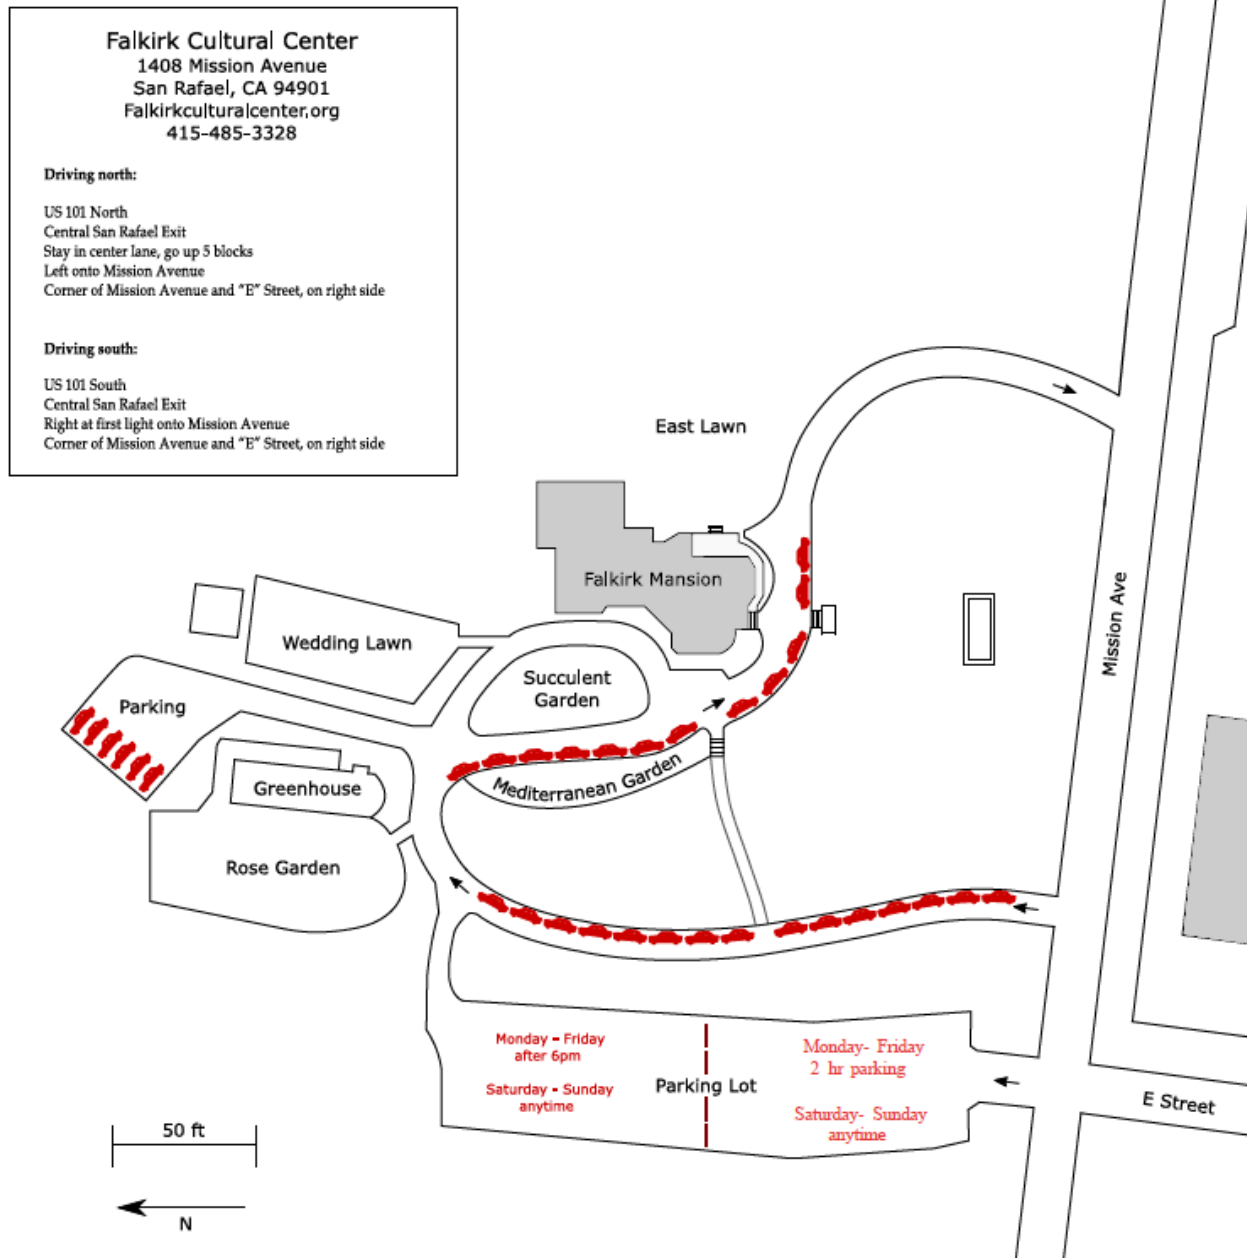 Falkirk Cultural Center
1408 Mission Avenue
San Rafael, CA 94901
Falkirkculturalcenter.org
415-485-3328
Driving north:
US 101 North
Central San Rafael Exit
Stay in center lane, go up 5 blocks
Left onto Mission Avenue
Corner of Mission Avenue and "E" Street, on right side
Driving south:
US 101 South
Central San Rafael Exit
Right at first light onto Mission Avenue
Corner of Mission Avenue and "E" Street, on right side
East Lawn
Falkirk Mansion
Mission Ave
Wedding Lawn
Succulent
Garden
Parking
Mediterranean Garden
Greenhouse
Rose Garden
Monday - Friday
after 6pm
Saturday - Sunday
anytime
Parking Lot
Monday- Friday
2 hr parking
Saturday- Sunday
anytime
E Street
50 ft
N